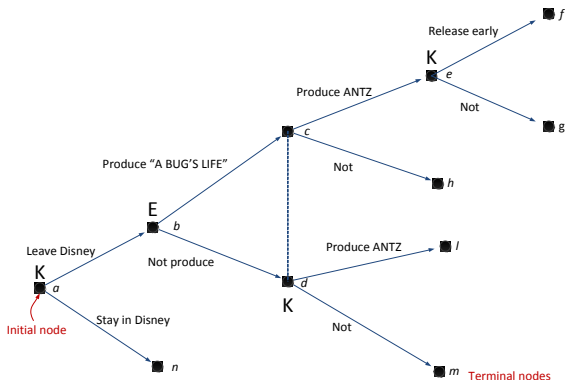 f
Release early
K
e
Produce ANTZ
Not
g
c
Produce "A BUG'S LIFE"
Not
h
E
b
Produce ANTZ
l
Leave Disney
Not produce
K
d
K
a
Not
Stay in Disney
Initial node
n
m
Terminal nodes